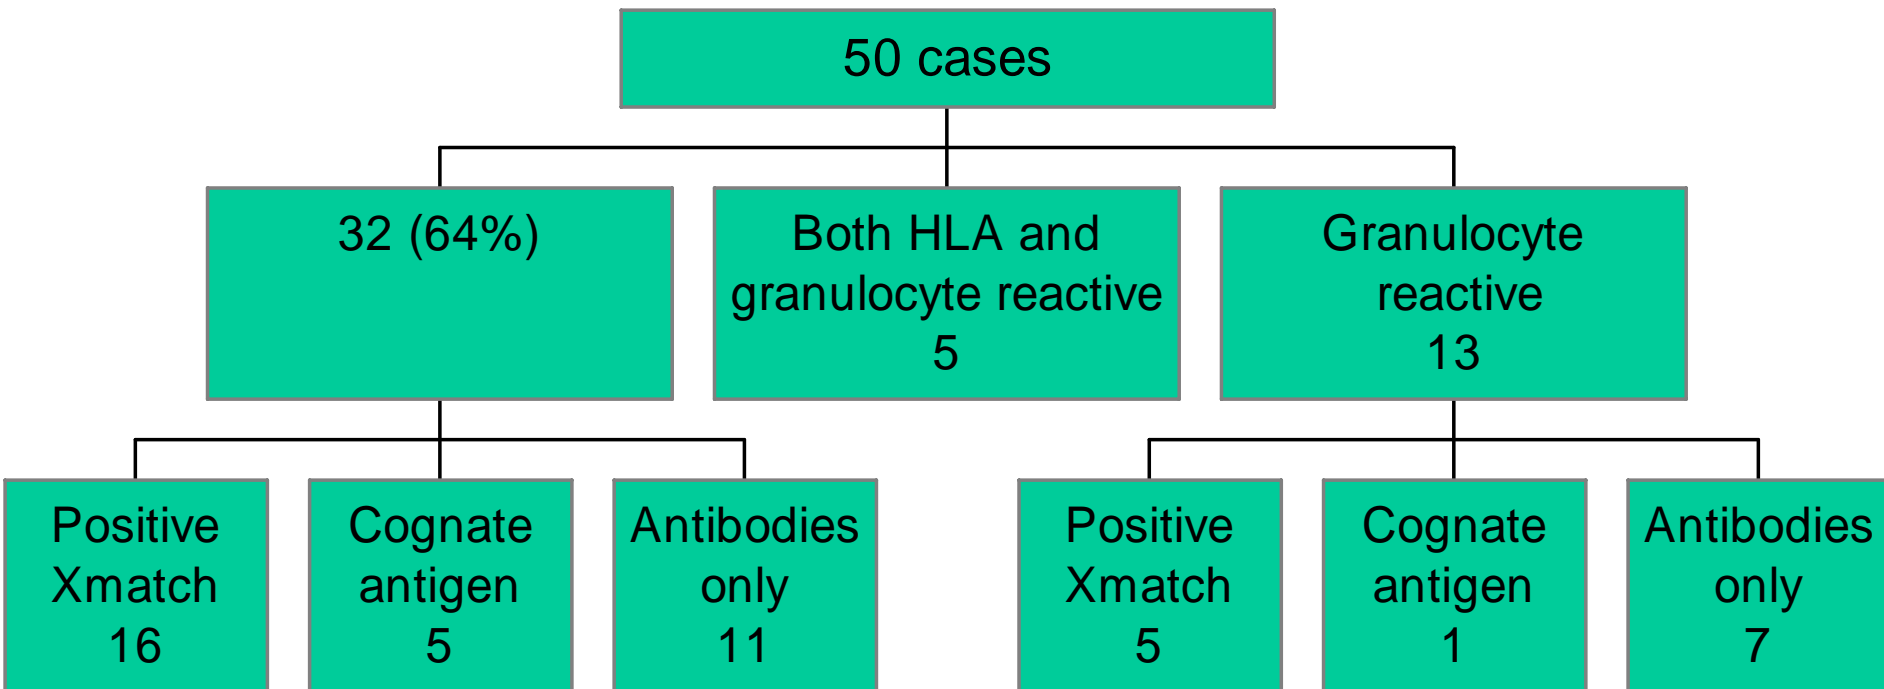 50 cases
32 (64%)
Both HLA and
granulocyte reactive
5
Granulocyte
reactive
13
Positive
Xmatch
16
Cognate
antigen
5
Antibodies
only
11
Positive
Xmatch
5
Cognate
antigen
1
Antibodies
only
7